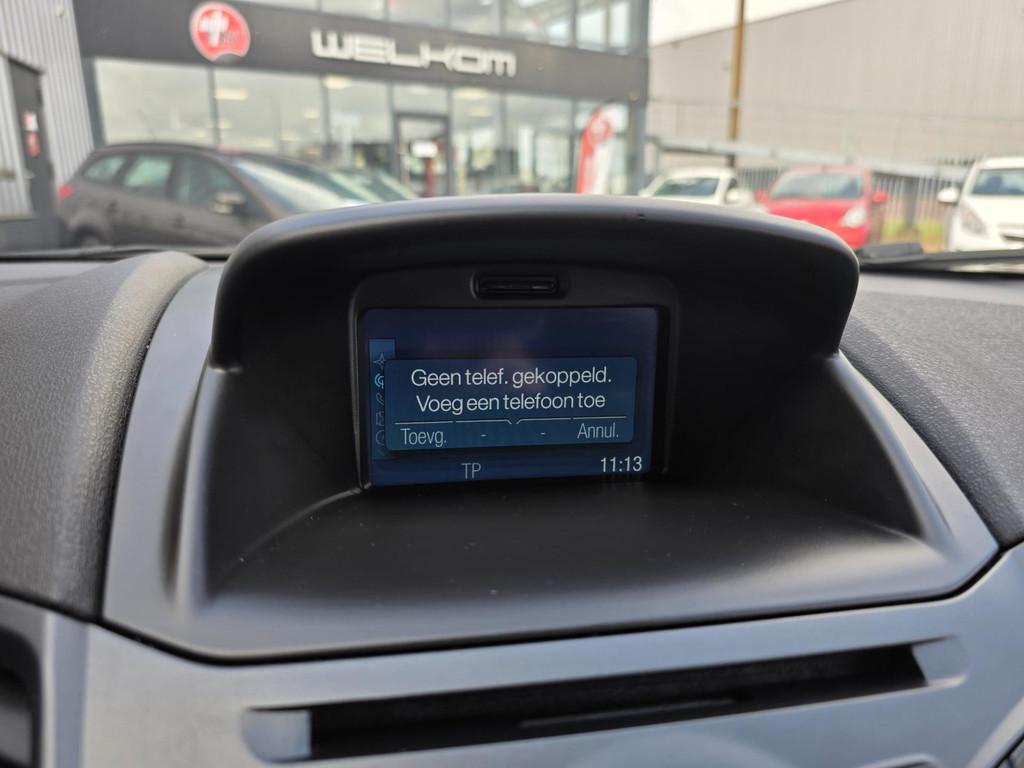 WELKOM
Geen telef. gekoppeld.
Voeg een telefoon toe
Toevg. - - Annul.
TP 11:13